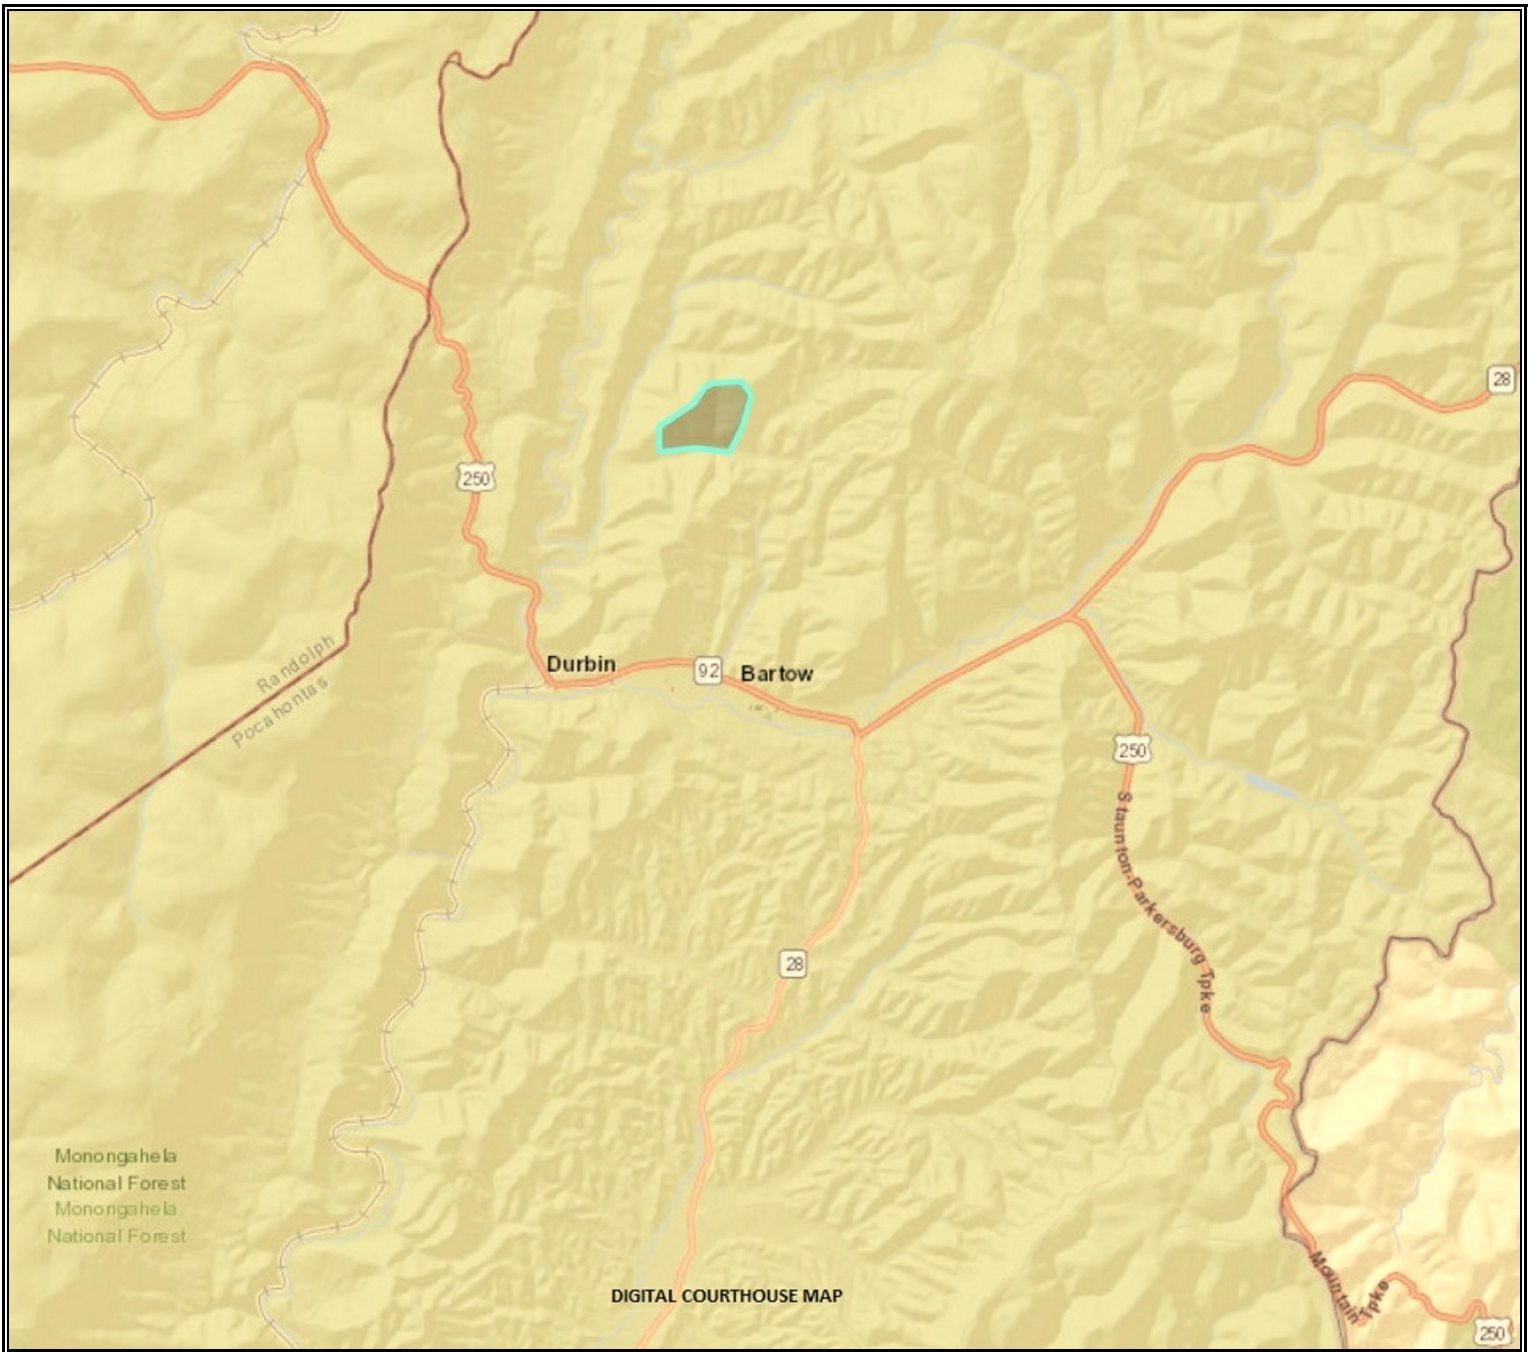 28
250
Randolph
Pocahontas
Durbin
92
Bartow
250
Staunton-Parkersburg Tpke
28
Monongahela
National Forest
Monongahela
National Forest
DIGITAL COURTHOUSE MAP
Mountain Tpke
250